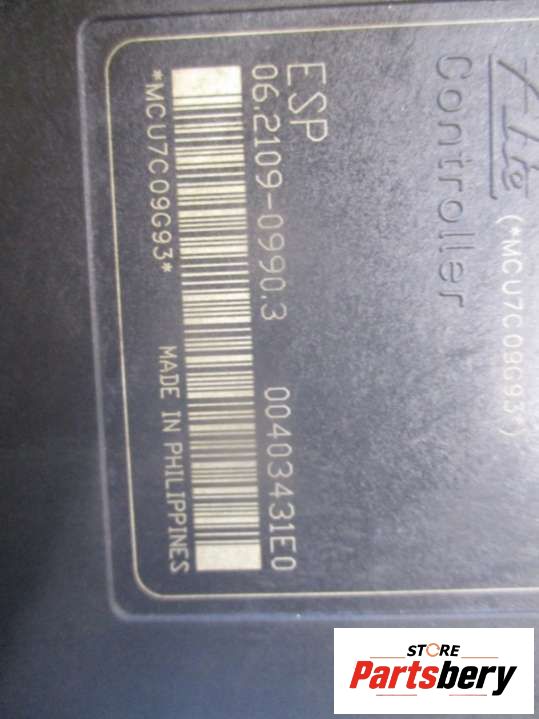 Ate (*MCU7C09G93*)
Controller
ESP
06.2109-0990.3 00403431E0
*MCU7C09G93* MADE IN PHILIPPINES
STORE
Partsbery